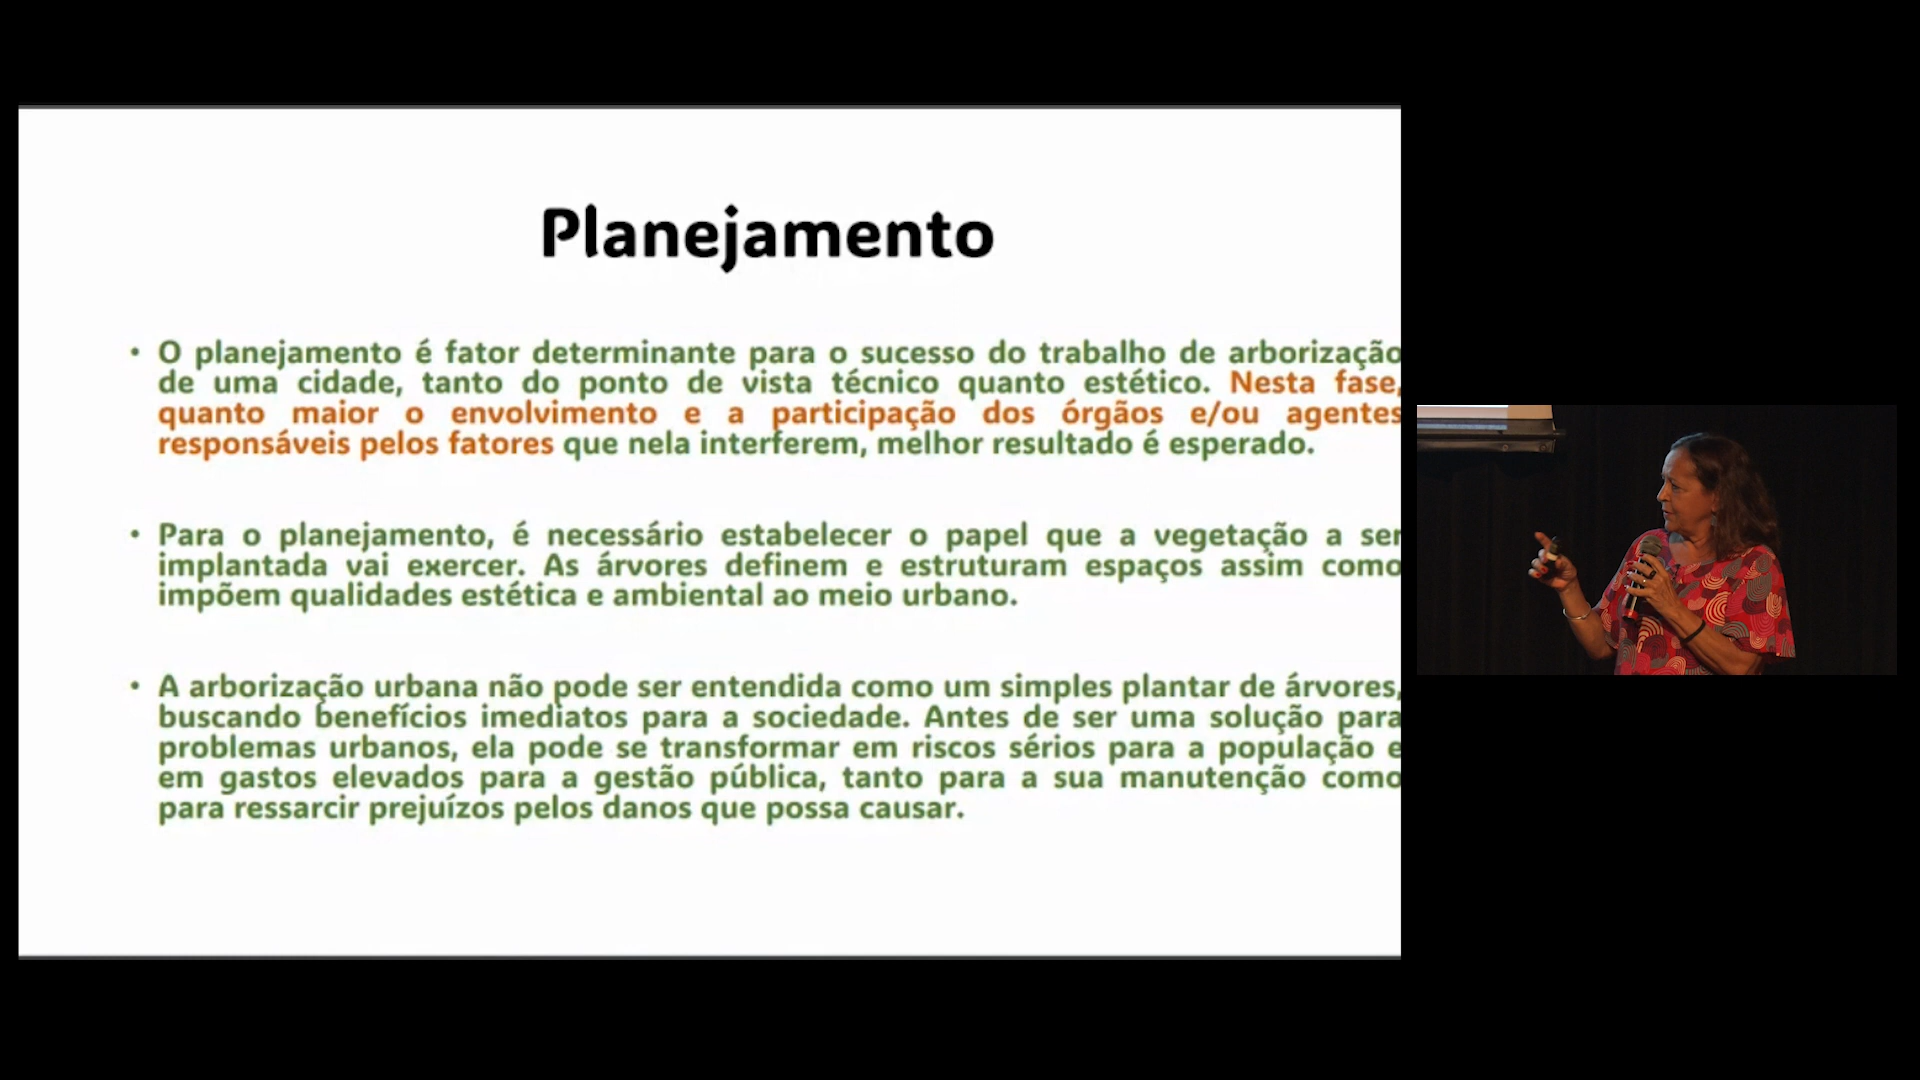 Planejamento
• O planejamento é fator determinante para o sucesso do trabalho de arborização
de uma cidade, tanto do ponto de vista técnico quanto estético. Nesta fase,
quanto maior o envolvimento e a participação dos órgãos e/ou agentes
responsáveis pelos fatores que nela interferem, melhor resultado é esperado.
• Para o planejamento, é necessário estabelecer o papel que a vegetação a ser
implantada vai exercer. As árvores definem e estruturam espaços assim como
impõem qualidades estética e ambiental ao meio urbano.
• A arborização urbana não pode ser entendida como um simples plantar de árvores,
buscando benefícios imediatos para a sociedade. Antes de ser uma solução para
problemas urbanos, ela pode se transformar em riscos sérios para a população e
em gastos elevados para a gestão pública, tanto para a sua manutenção como
para ressarcir prejuízos pelos danos que possa causar.